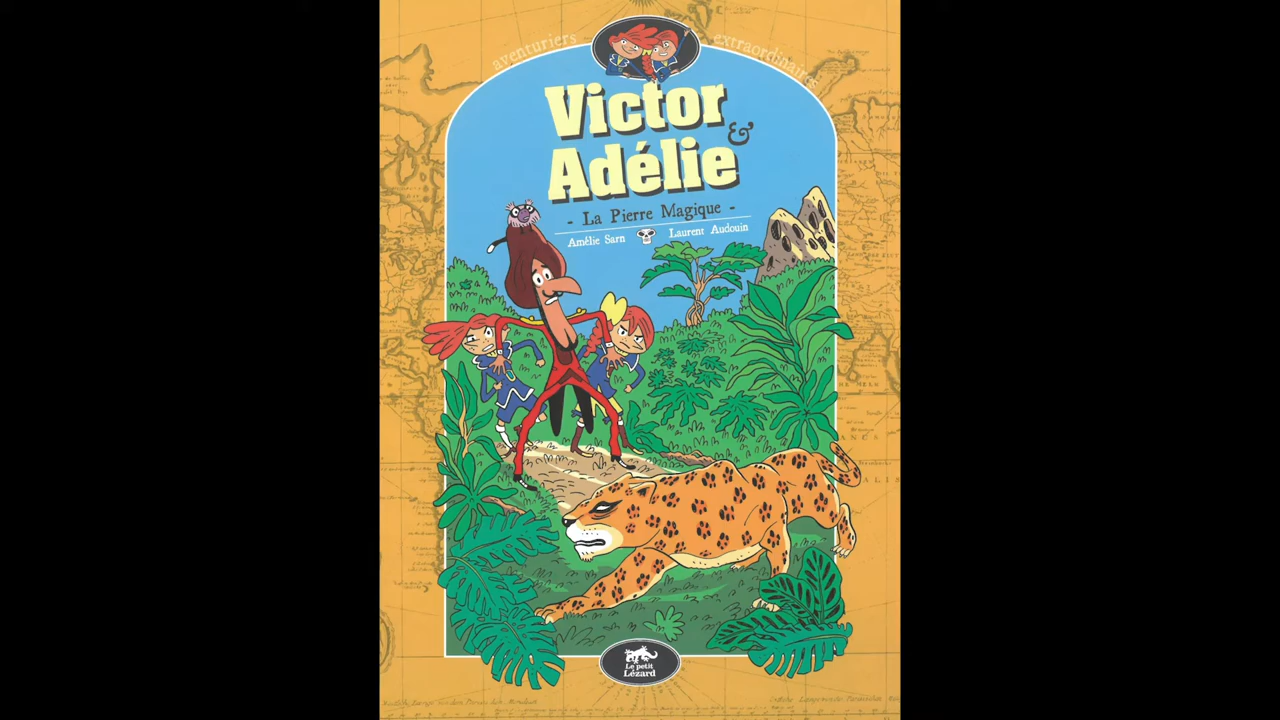 aventuriers extraordinaires
Victor
&
Adélie
- La Pierre Magique -
Amélie Sarn Laurent Audouin
Le petit
Lézard